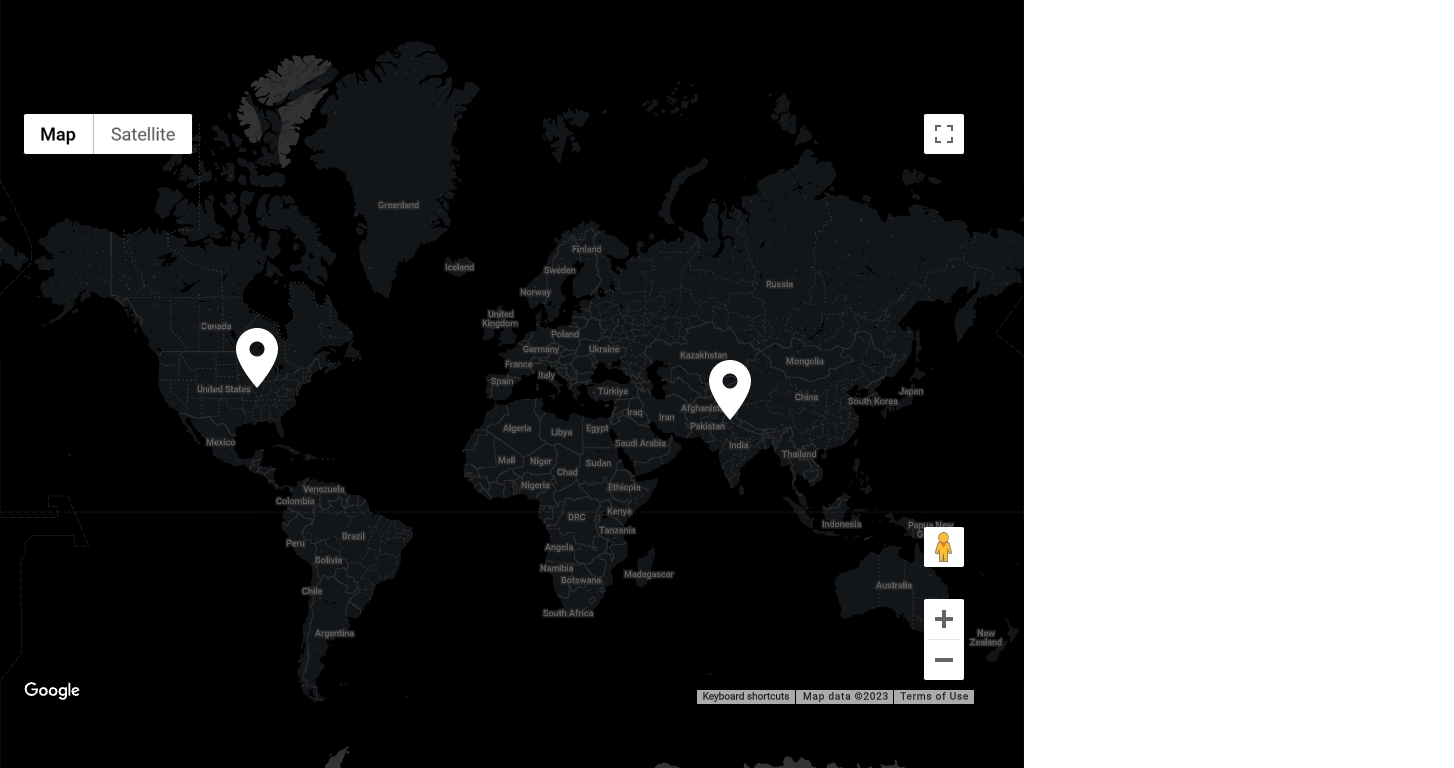 Map
Satellite
Greenland
Finland
Iceland
Sweden
Russia
Norway
United
Kingdom
Canada
Poland
Germany
Ukraine
Kazakhstan
Mongolia
France
Italy
Spain
United States
Türkiye
Japan
China
South Korea
Iraq
Iran
Pakistan
Algeria
Libya
Egypt
Mexico
Saudi Arabia
India
Thailand
Mali
Niger
Sudan
Chad
Nigeria
Ethiopia
Venezuela
Colombia
Kenya
DRC
Indonesia
Papua New
Tanzania
Brazil
Peru
Angola
Bolivia
Namibia
Botswana
Madagascar
Australia
Chile
South Africa
Argentina
New
Zealand
Google
Keyboard shortcuts
Map data ©2023
Terms of Use